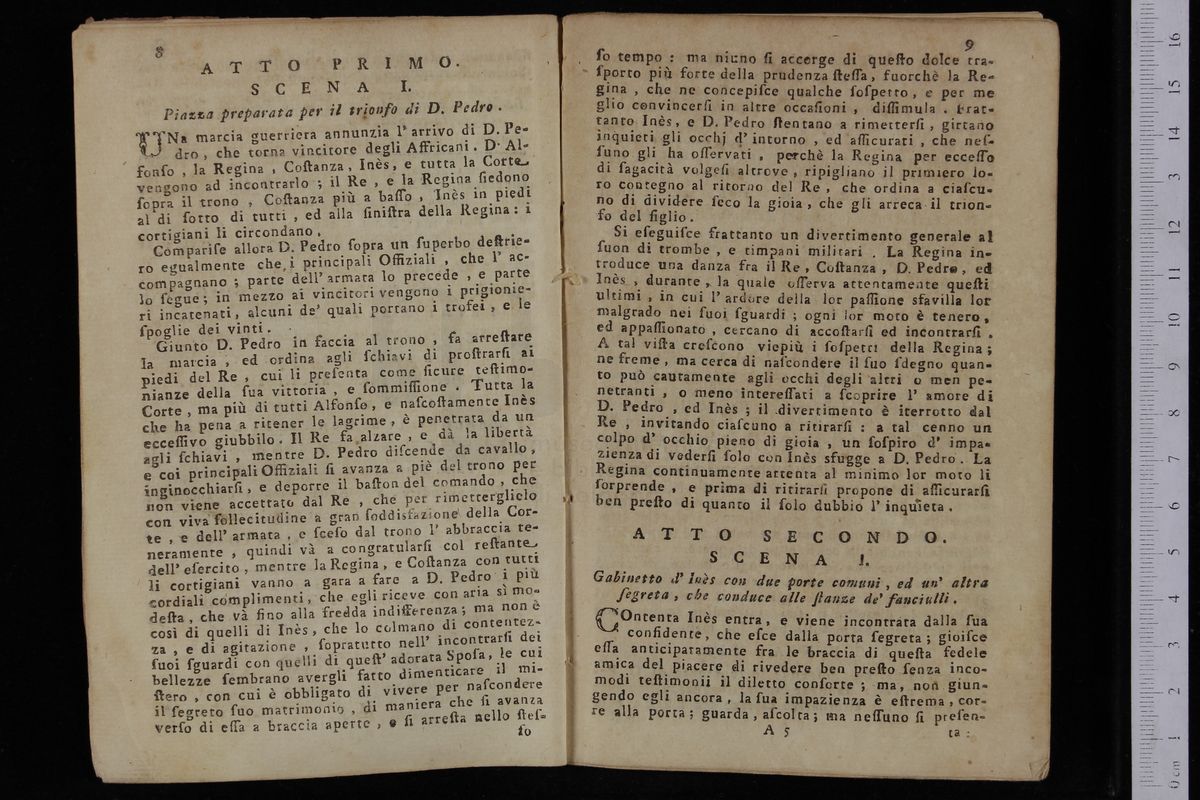 8
ATTO PRIMO.
SCENA I.
Piazza preparata per il trionfo di D. Pedro.
UNa marcia guerriera annunzia l' arrivo di D. Pe-
dro, che torna vincitore degli Affricani. D. Al-
fonſo, la Regina, Coſtanza, Inès, e tutta la Corte
vengono ad incontrarlo; il Re, e la Regina ſiedono
ſopra il trono, Coſtanza più a baſſo, Inès in piedi
al di ſotto di tutti, ed alla ſiniſtra della Regina: i
cortigiani li circondano.
Compariſe allora D. Pedro ſopra un ſuperbo deſtrie-
ro egualmente che i principali Offiziali, che l' ac-
compagnano; parte dell' armata lo precede, e parte
lo ſegue; in mezzo ai vincitori vengono i prigionie-
ri incatenati, alcuni de' quali portano i trofei, e le
ſpoglie dei vinti.
Giunto D. Pedro in faccia al trono, fa arreſtare
la marcia, ed ordina agli ſchiavi di proſtrarſi ai
piedi del Re, cui li preſenta come ſicure teſtimo-
nianze della ſua vittoria, e ſommiſſione. Tutta la
Corte, ma più di tutti Alfonſo, e naſcoſtamente Inès
che ha pena a ritener le lagrime, è penetrata da un
ecceſſivo giubbilo. Il Re fa alzare, e dà la libertà
agli ſchiavi, mentre D. Pedro diſcende da cavallo,
e coi principali Offiziali ſi avanza a piè del trono per
inginocchiarſi, e deporre il baſton del comando, che
non viene accettato dal Re, che per rimetterglielo
con viva ſollecitudine a gran ſoddisfazione della Cor-
te, e dell' armata, e ſceſo dal trono l' abbraccia te-
neramente, quindi và a congratularſi col reſtante
dell' eſercito, mentre la Regina, e Coſtanza con tutti
li cortigiani vanno a gara a fare a D. Pedro i più
cordiali complimenti, che egli riceve con aria sì mo-
deſta, che và fino alla fredda indifferenza; ma non è
così di quelli di Inès, che lo colmano di contentez-
za, e di agitazione, ſopratutto nell' incontrarſi dei
ſuoi ſguardi con quelli di queſt' adorata Spoſa, le cui
bellezze ſembrano avergli fatto dimenticare il mi-
ſtero, con cui è obbligato di vivere per naſcondere
il ſegreto ſuo matrimonio, di maniera che ſi avanza
verſo di eſſa a braccia aperte, e ſi arreſta nello ſteſ-
ſo
9
ſo tempo: ma niuno ſi accorge di queſto dolce tra-
ſporto più forte della prudenza ſteſſa, fuorchè la Re-
gina, che ne concepiſce qualche ſoſpetto, e per me
glio convincerſi in altre occaſioni, diſſimula. Frat-
tanto Inès, e D. Pedro ſtentano a rimetterſi, girtano
inquieti gli occhj d' intorno, ed aſſicurati, che neſ-
ſuno gli ha oſſervati, perchè la Regina per ecceſſo
di ſagacità volgeſi altrove, ripigliano il primiero lo-
ro contegno al ritorno del Re, che ordina a ciaſcu-
no di dividere ſeco la gioia, che gli arreca il trion-
fo del figlio.
Si eſeguiſce frattanto un divertimento generale al
ſuon di trombe, e timpani militari. La Regina in-
troduce una danza fra il Re, Coſtanza, D. Pedro, ed
Inès, durante, la quale oſſerva attentamente queſti
ultimi, in cui l' ardore della lor paſſione sfavilla lor
malgrado nei ſuoi ſguardi; ogni lor moto è tenero,
ed appaſſionato, cercano di accoſtarſi ed incontrarſi.
A tal viſta creſcono viepiù i ſoſpetti della Regina;
ne freme, ma cerca di naſcondere il ſuo ſdegno quan-
to può cautamente agli occhi degli altri o men pe-
netranti, o meno intereſſati a ſcoprire l' amore di
D. Pedro, ed Inès; il divertimento è iterrotto dal
Re, invitando ciaſcuno a ritirarſi: a tal cenno un
colpo d' occhio pieno di gioia, un ſoſpiro d' impa-
zienza di vederſi ſolo con Inès sfugge a D. Pedro. La
Regina continuamente attenta al minimo lor moto li
ſorprende, e prima di ritirarſi propone di aſſicurarſi
ben preſto di quanto il ſolo dubbio l' inquieta.
ATTO SECONDO.
SCENA I.
Gabinetto d' Inès con due porte comuni, ed un' altra
ſegreta, che conduce alle ſtanze de' fanciulli.
COntenta Inès entra, e viene incontrata dalla ſua
confidente, che eſce dalla porta ſegreta; gioiſce
eſſa anticiparamente fra le braccia di queſta fedele
amica del piacere di rivedere ben preſto ſenza inco-
modi teſtimonii il diletto conſorte; ma, non giun-
gendo egli ancora, la ſua impazienza è eſtrema, cor-
re alla porta; guarda, aſcolta; ma neſſuno ſi preſen-
A 5
ta:
16
15
14
13
12
11
10
9
8
7
6
5
4
3
2
1
0 cm